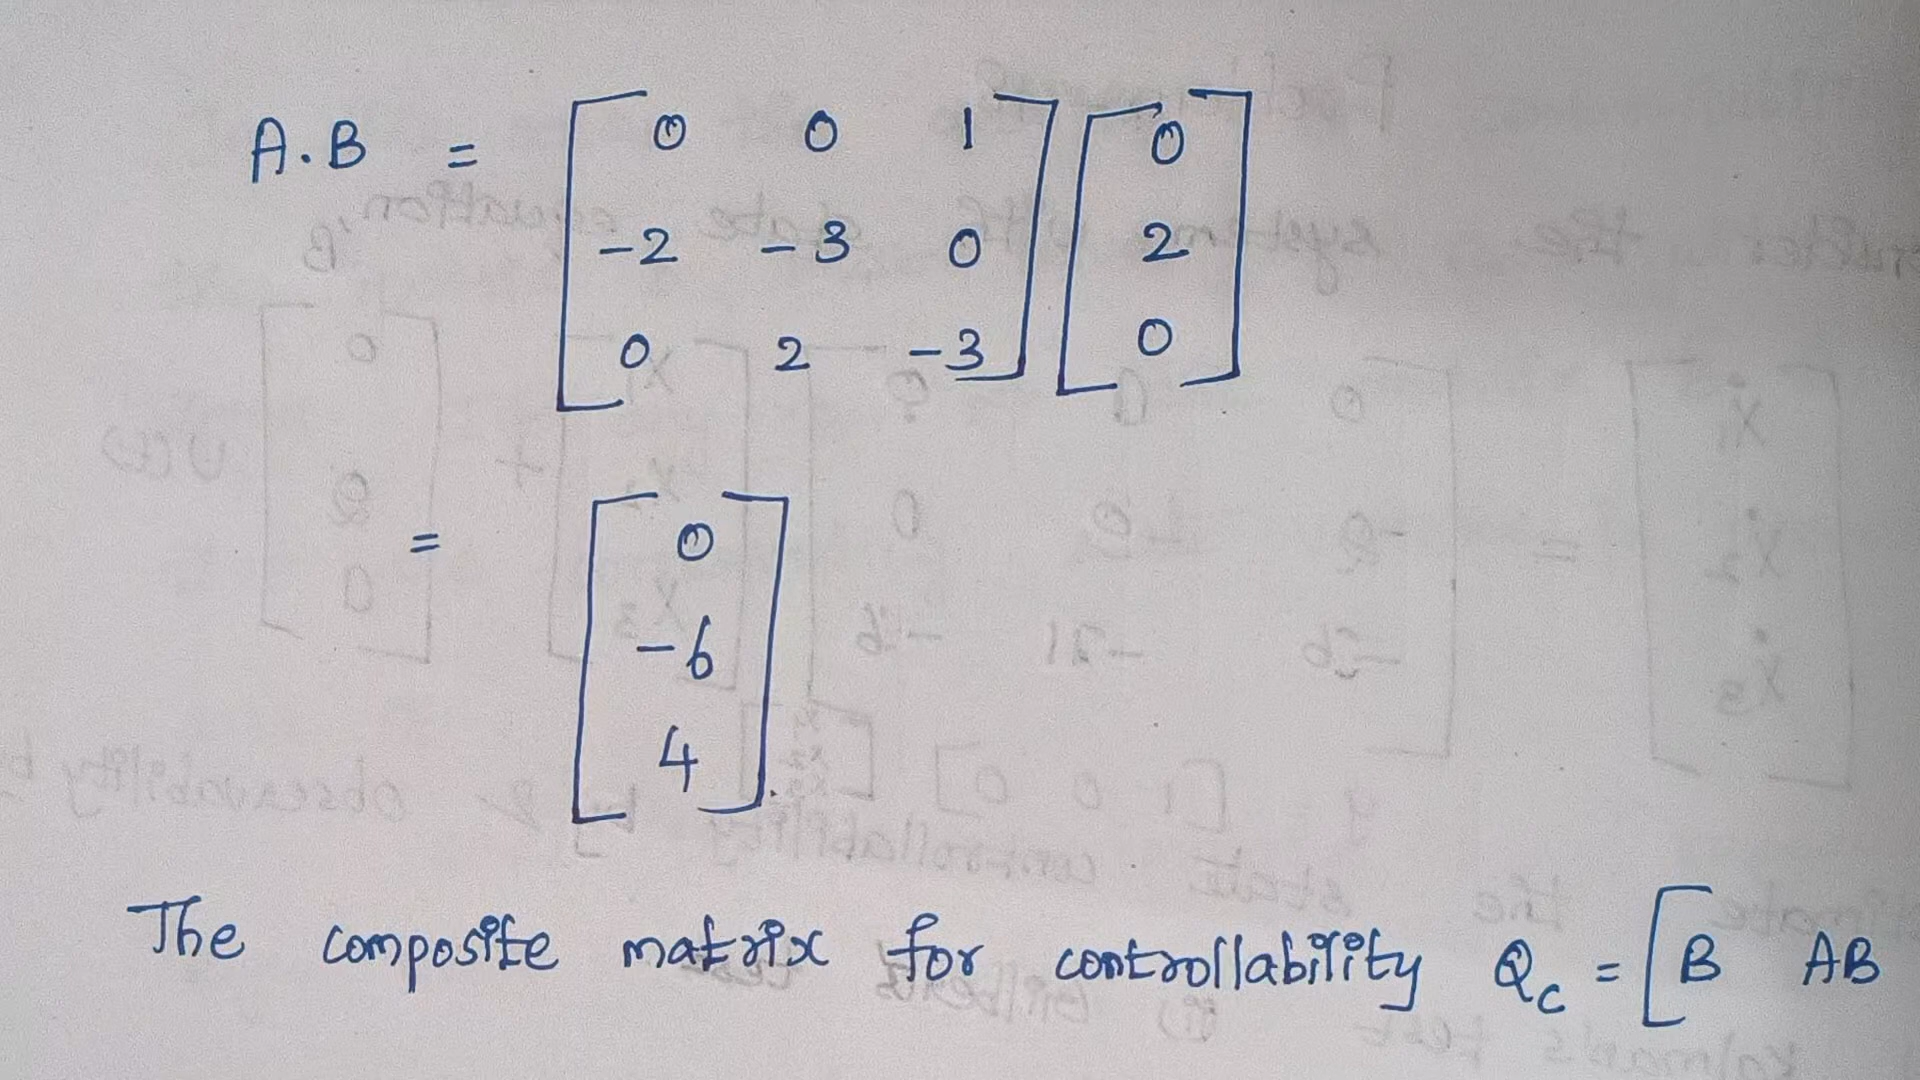 A.B = [ 0 0 1 ] [ 0 ]
-2 -3 0 2
0 2 -3 0
= [ 0 ]
-6
4 .
The composite matrix for controllability Qc = [ B AB